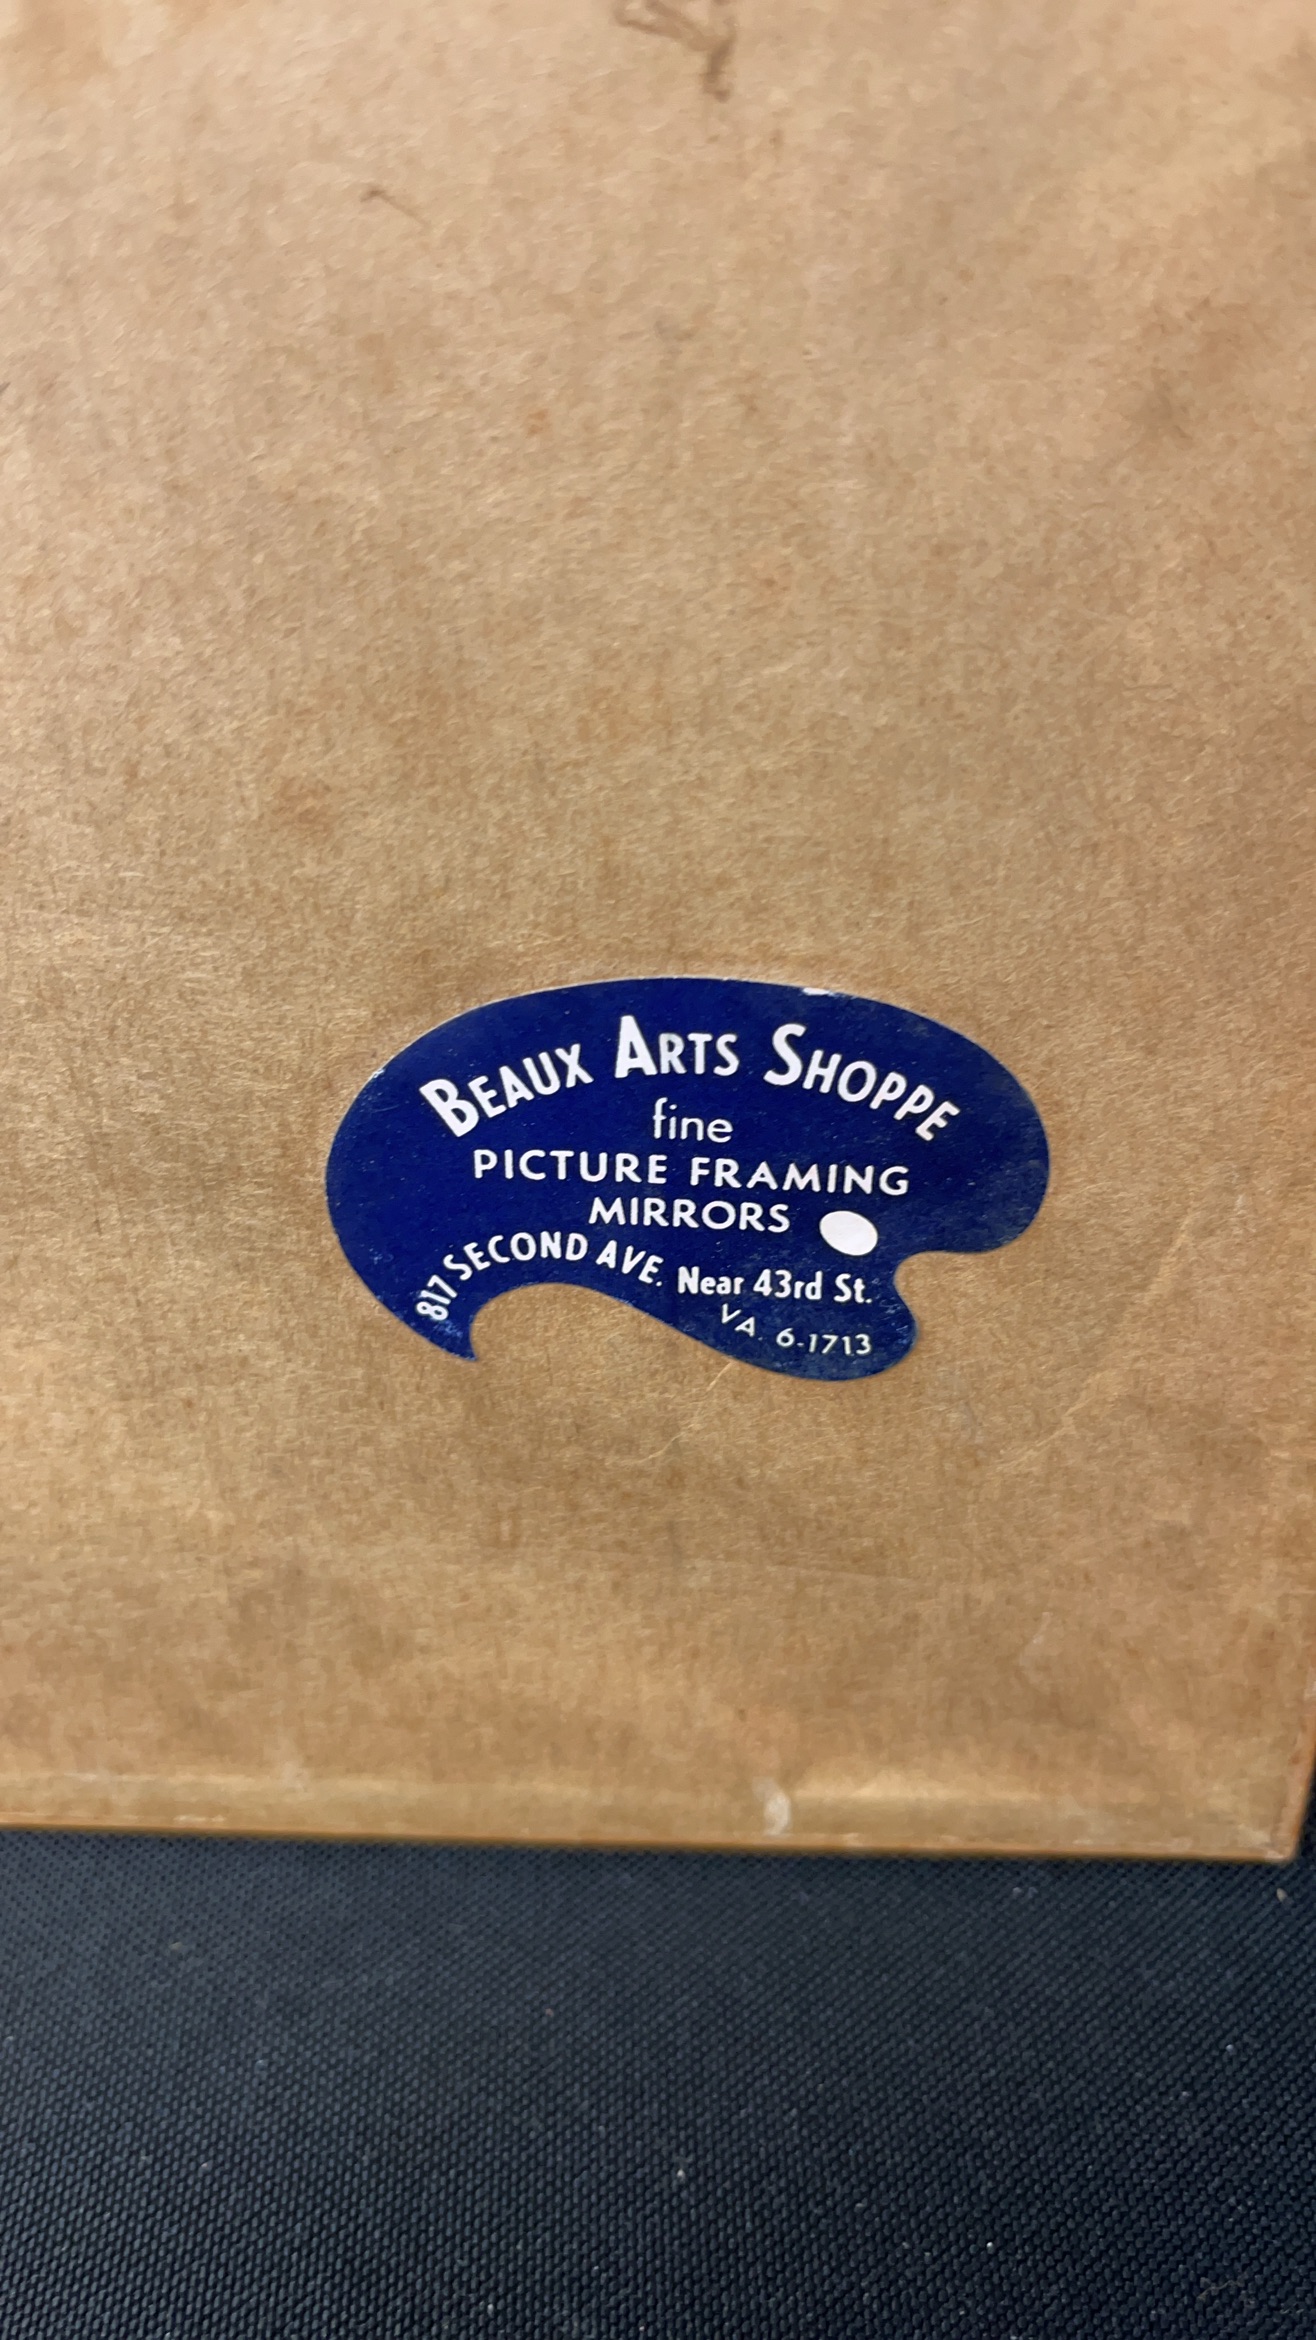 BEAUX ARTS SHOPPE
fine
PICTURE FRAMING
MIRRORS
817 SECOND AVE. Near 43rd St.
VA. 6-1713